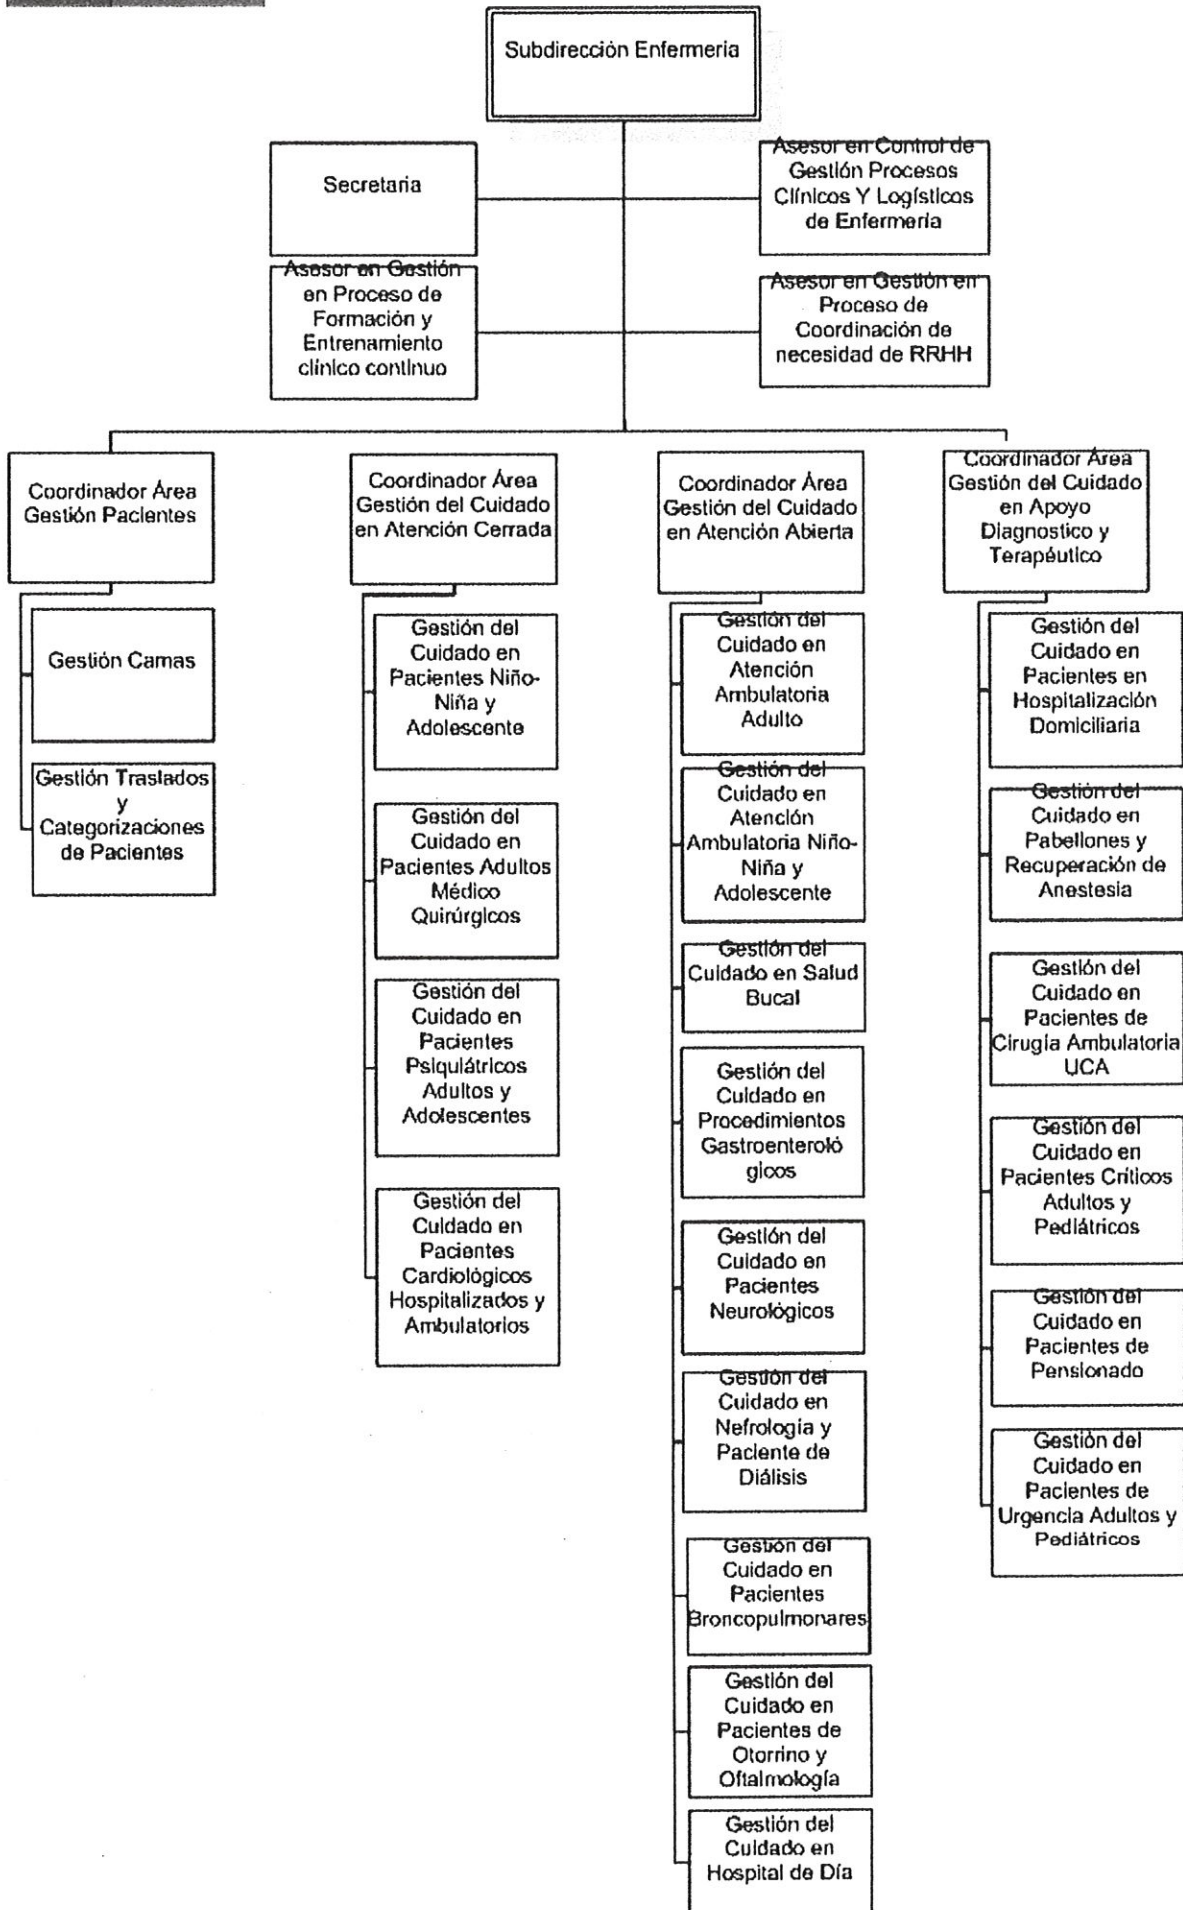 Subdirección Enfermería
Secretaria
Asesor en Control de
Gestión Procesos
Clínicos Y Logísticos
de Enfermería
Asesor en Gestión
en Proceso de
Formación y
Entrenamiento
clínico continuo
Asesor en Gestión en
Proceso de
Coordinación de
necesidad de RRHH
Coordinador Área
Gestión Pacientes
Gestión Camas
Gestión Traslados
y
Categorizaciones
de Pacientes
Coordinador Área
Gestión del Cuidado
en Atención Cerrada
Gestión del
Cuidado en
Pacientes Niño-
Niña y
Adolescente
Gestión del
Cuidado en
Pacientes Adultos
Médico
Quirúrgicos
Gestión del
Cuidado en
Pacientes
Psiquiátricos
Adultos y
Adolescentes
Gestión del
Cuidado en
Pacientes
Cardiológicos
Hospitalizados y
Ambulatorios
Coordinador Área
Gestión del Cuidado
en Atención Abierta
Gestión del
Cuidado en
Atención
Ambulatoria
Adulto
Gestión del
Cuidado en
Atención
Ambulatoria Niño-
Niña y
Adolescente
Gestión del
Cuidado en Salud
Bucal
Gestión del
Cuidado en
Procedimientos
Gastroenteroló
gicos
Gestión del
Cuidado en
Pacientes
Neurológicos
Gestión del
Cuidado en
Nefrología y
Paciente de
Diálisis
Gestión del
Cuidado en
Pacientes
Broncopulmonares
Gestión del
Cuidado en
Pacientes de
Otorrino y
Oftalmología
Gestión del
Cuidado en
Hospital de Día
Coordinador Área
Gestión del Cuidado
en Apoyo
Diagnostico y
Terapéutico
Gestión del
Cuidado en
Pacientes en
Hospitalización
Domiciliaria
Gestión del
Cuidado en
Pabellones y
Recuperación de
Anestesia
Gestión del
Cuidado en
Pacientes de
Cirugía Ambulatoria
UCA
Gestión del
Cuidado en
Pacientes Críticos
Adultos y
Pediátricos
Gestión del
Cuidado en
Pacientes de
Pensionado
Gestión del
Cuidado en
Pacientes de
Urgencia Adultos y
Pediátricos